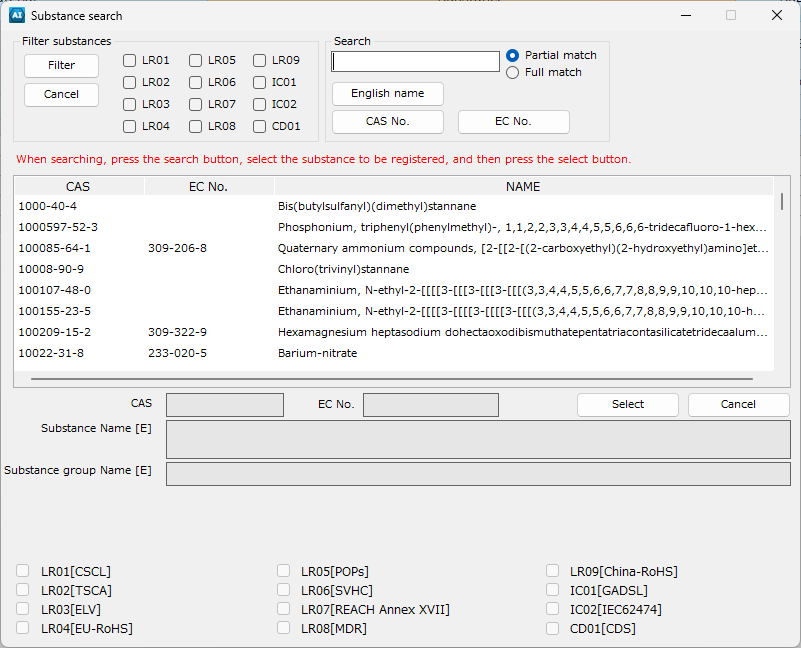 AI Substance search
Filter substances
Filter
Cancel
LR01 LR05 LR09
LR02 LR06 IC01
LR03 LR07 IC02
LR04 LR08 CD01
Search
Partial match
Full match
English name
CAS No. EC No.
When searching, press the search button, select the substance to be registered, and then press the select button.
CAS EC No. NAME
1000-40-4 Bis(butylsulfanyl)(dimethyl)stannane
1000597-52-3 Phosphonium, triphenyl(phenylmethyl)-, 1,1,2,2,3,3,4,4,5,5,6,6,6-tridecafluoro-1-hex...
100085-64-1 309-206-8 Quaternary ammonium compounds, [2-[[2-[(2-carboxyethyl)(2-hydroxyethyl)amino]et...
10008-90-9 Chloro(trivinyl)stannane
100107-48-0 Ethanaminium, N-ethyl-2-[[[[3-[[[3-[[[3-[[[(3,3,4,4,5,5,6,6,7,7,8,8,9,9,10,10,10-hep...
100155-23-5 Ethanaminium, N-ethyl-2-[[[[3-[[[3-[[[[3-[[[(3,3,4,4,5,5,6,6,7,7,8,8,9,9,10,10,10-h...
100209-15-2 309-322-9 Hexamagnesium heptasodium dohectaoxodibismuthatepentatriacontasilicatetridecaalum...
10022-31-8 233-020-5 Barium-nitrate
CAS EC No. Select Cancel
Substance Name [E]
Substance group Name [E]
LR01[CSCL] LR05[POPs] LR09[China-RoHS]
LR02[TSCA] LR06[SVHC] IC01[GADSL]
LR03[ELV] LR07[REACH Annex XVII] IC02[IEC62474]
LR04[EU-RoHS] LR08[MDR] CD01[CDS]